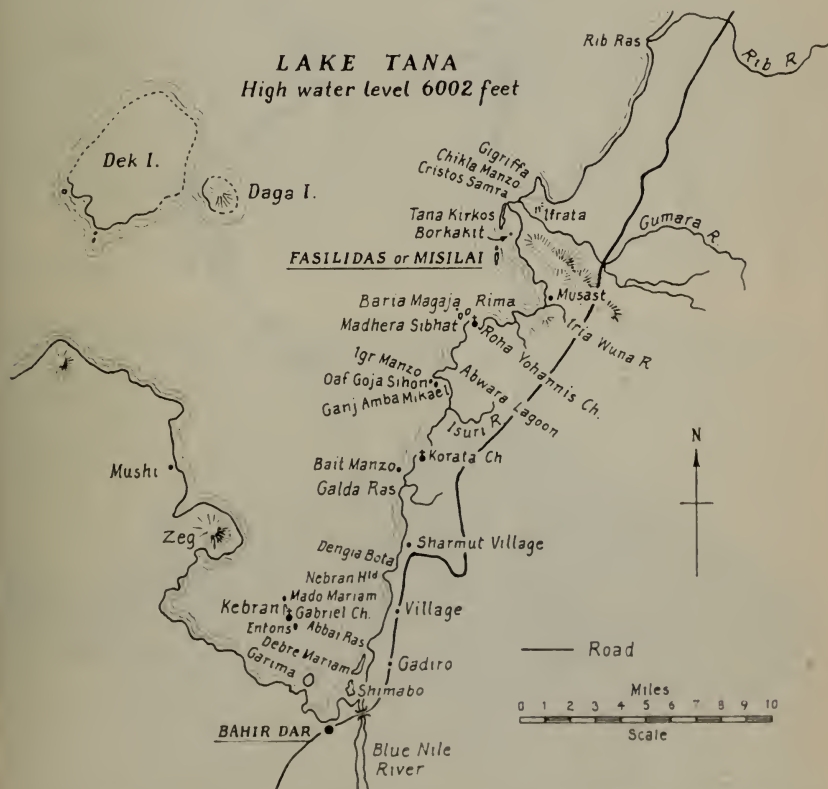 LAKE TANA
High water level 6002 feet
Rib Ras
Rib R.
Dek I.
Daga I.
Gigriffa
Chikla Manzo
Cristos Samra
Ifrata
Tana Kirkos
Borkakit
Gumara R.
FASILIDAS or MISILAI
Musast
Baria Magaja Rima
Madhera Sibhat
Roha Yohannis Ch.
Iria Wuna R
Igr Manzo
Oaf Goja Sihon
Ganj Amba Mikael
Abwara Lagoon
Isuri R.
N
Korata Ch
Bait Manzo
Galda Ras
Mushi
Zeg
Sharmut Village
Dengia Bota
Nebran Hld
Mado Mariam
Kebran
Gabriel Ch.
Village
Entons
Abbai Ras
Debre Mariam
Garima
Gadiro
Road
Shimabo
Miles
0 1 2 3 4 5 6 7 8 9 10
Scale
BAHIR DAR
Blue Nile
River